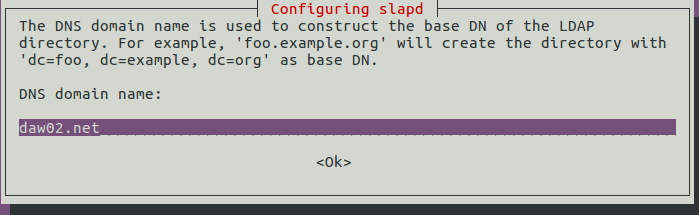 Configuring slapd
The DNS domain name is used to construct the base DN of the LDAP
directory. For example, 'foo.example.org' will create the directory with
'dc=foo, dc=example, dc=org' as base DN.
DNS domain name:
daw02.net
<Ok>